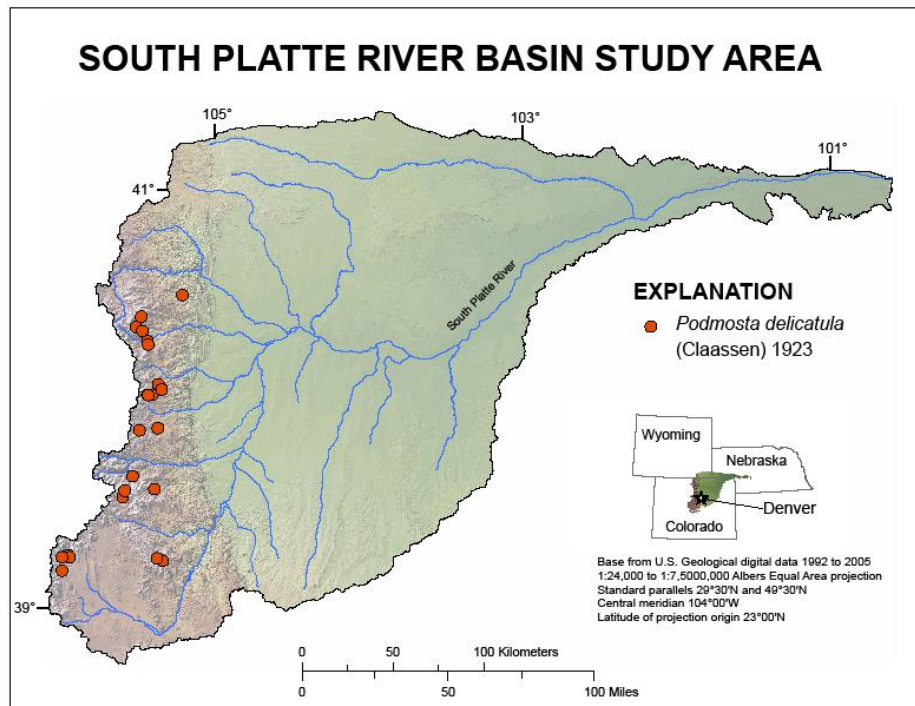 SOUTH PLATTE RIVER BASIN STUDY AREA
105°
103°
101°
41°
South Platte River
EXPLANATION
Podmosta delicatula
(Claassen) 1923
Wyoming
Nebraska
Denver
Colorado
Base from U.S. Geological digital data 1992 to 2005
1:24,000 to 1:7,5000,000 Albers Equal Area projection
Standard parallels 29°30'N and 49°30'N
Central meridian 104°00'W
Latitude of projection origin 23°00'N
39°
0 50 100 Kilometers
0 50 100 Miles